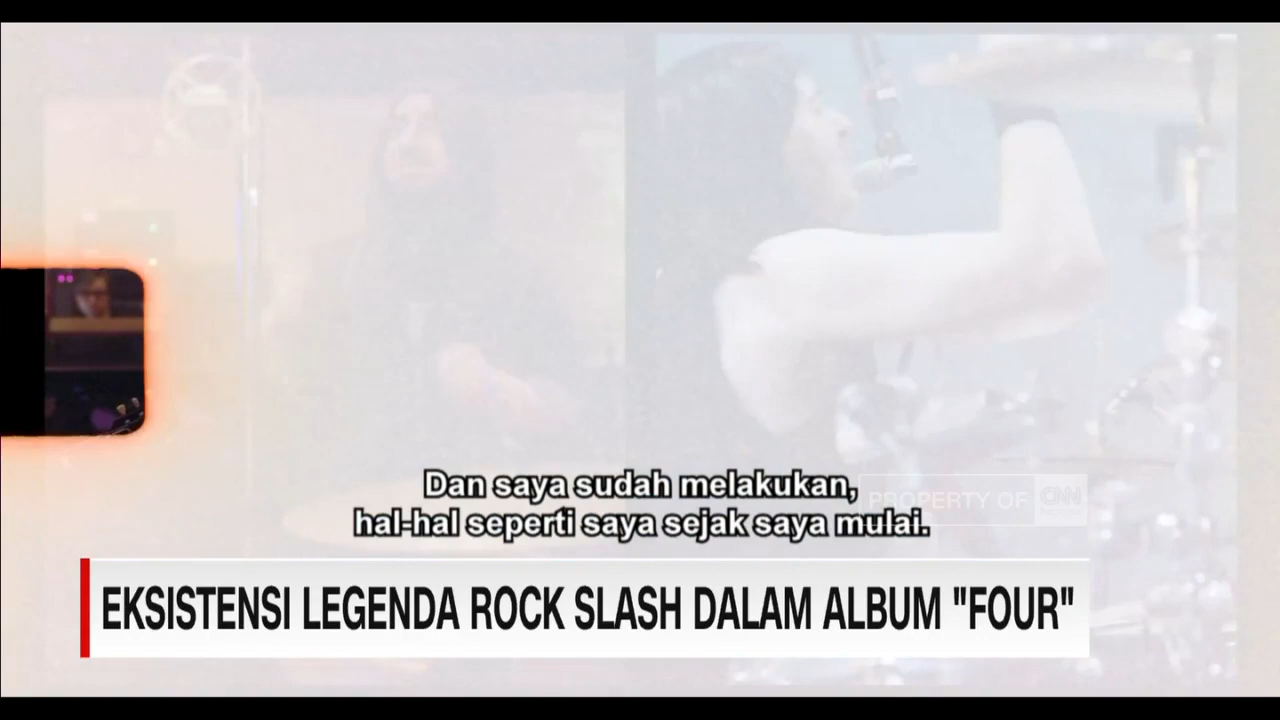 Dan saya sudah melakukan,
hal-hal seperti saya sejak saya mulai.
PROPERTY OF CNN
EKSISTENSI LEGENDA ROCK SLASH DALAM ALBUM "FOUR"